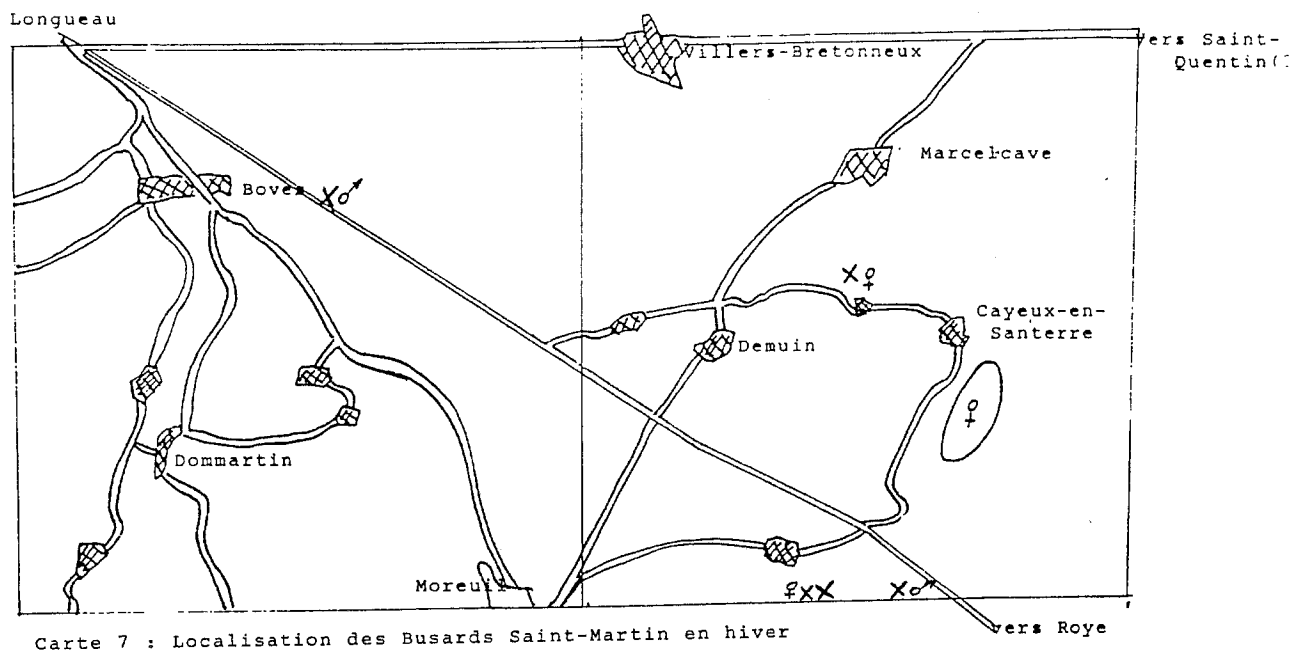 Longueau
Villers-Bretonneux
vers Saint-
Quentin(
Marcelcave
Boves
X♂
X♀
Cayeux-en-
Santerre
Demuin
♀
Dommartin
Moreuil
♀XX
X♂
vers Roye
Carte 7 : Localisation des Busards Saint-Martin en hiver